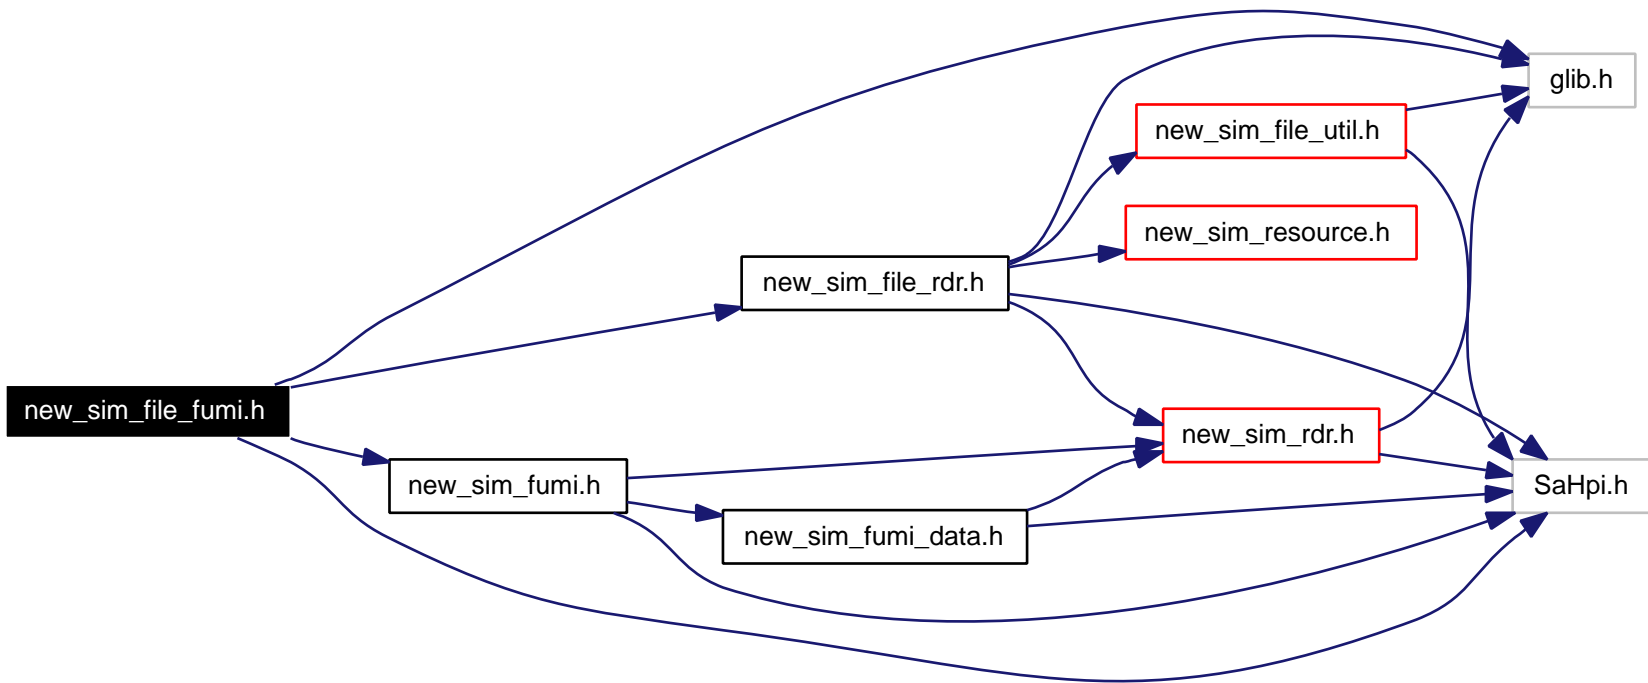 glib.h
new_sim_file_util.h
new_sim_resource.h
new_sim_file_rdr.h
new_sim_file_fumi.h
new_sim_rdr.h
new_sim_fumi.h
SaHpi.h
new_sim_fumi_data.h